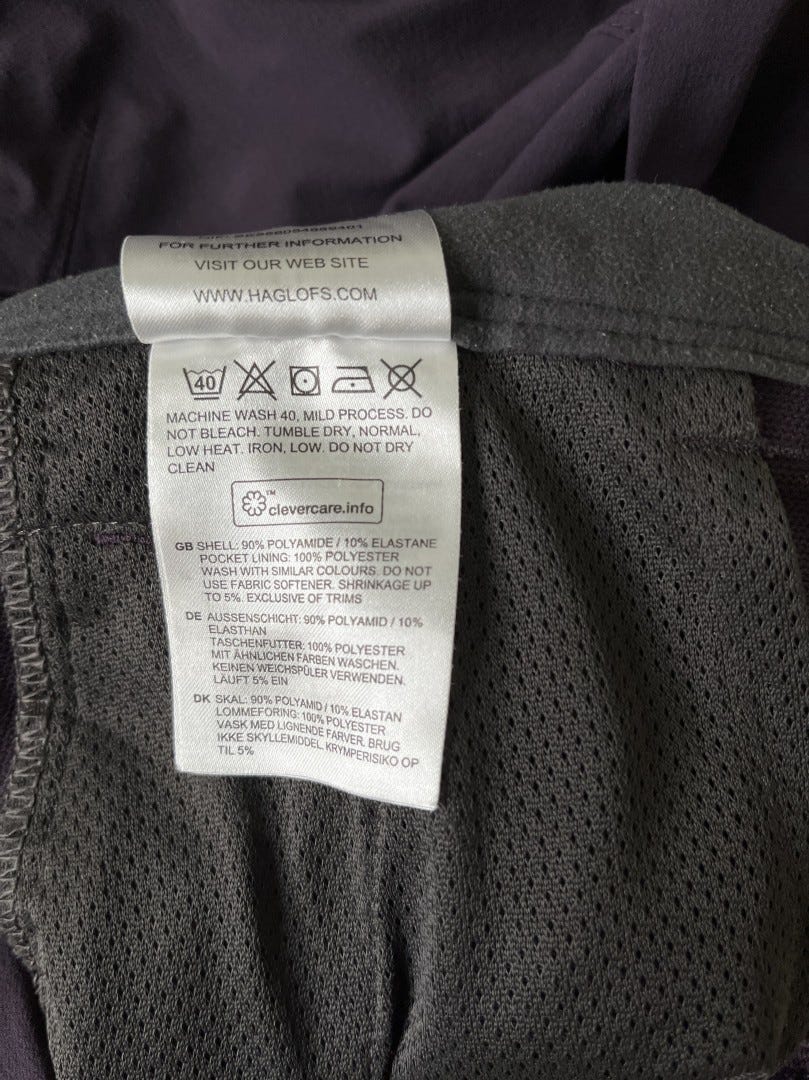 FOR FURTHER INFORMATION
VISIT OUR WEB SITE
WWW.HAGLOFS.COM
40
MACHINE WASH 40, MILD PROCESS. DO
NOT BLEACH. TUMBLE DRY, NORMAL,
LOW HEAT. IRON, LOW. DO NOT DRY
CLEAN
™
clevercare.info
GB SHELL: 90% POLYAMIDE / 10% ELASTANE
POCKET LINING: 100% POLYESTER
WASH WITH SIMILAR COLOURS. DO NOT
USE FABRIC SOFTENER. SHRINKAGE UP
TO 5%. EXCLUSIVE OF TRIMS
DE AUSSENSCHICHT: 90% POLYAMID / 10%
ELASTHAN
TASCHENFUTTER: 100% POLYESTER
MIT ÄHNLICHEN FARBEN WASCHEN.
KEINEN WEICHSPÜLER VERWENDEN.
LÄUFT 5% EIN
DK SKAL: 90% POLYAMID / 10% ELASTAN
LOMMEFORING: 100% POLYESTER
VASK MED LIGNENDE FARVER. BRUG
IKKE SKYLLEMIDDEL. KRYMPERISIKO OP
TIL 5%